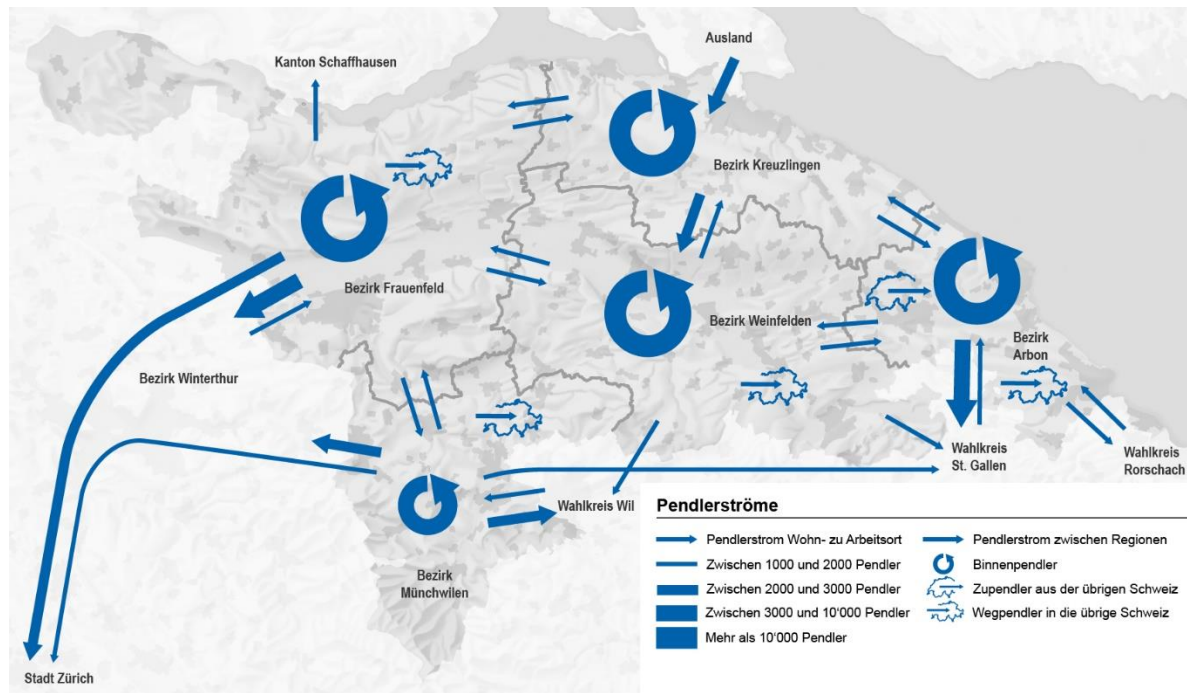 Ausland
Kanton Schaffhausen
Bezirk Kreuzlingen
Bezirk Frauenfeld
Bezirk Weinfelden
Bezirk
Arbon
Bezirk Winterthur
Wahlkreis
St. Gallen
Wahlkreis
Rorschach
Wahlkreis Wil
Bezirk
Münchwilen
Stadt Zürich
Pendlerströme
Pendlerstrom Wohn- zu Arbeitsort
Zwischen 1000 und 2000 Pendler
Zwischen 2000 und 3000 Pendler
Zwischen 3000 und 10'000 Pendler
Mehr als 10'000 Pendler
Pendlerstrom zwischen Regionen
Binnenpendler
Zupendler aus der übrigen Schweiz
Wegpendler in die übrige Schweiz